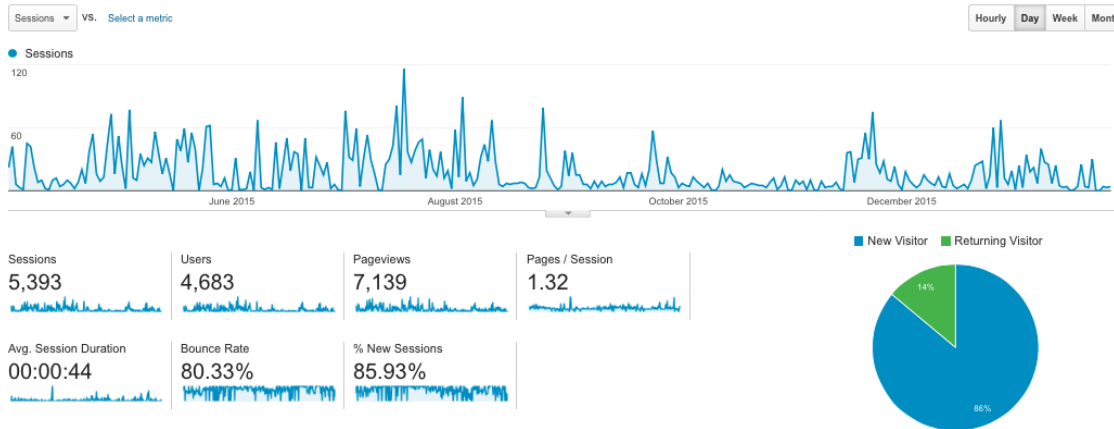 Sessions VS. Select a metric Hourly Day Week Mont
Sessions
120
60
June 2015 August 2015 October 2015 December 2015
New Visitor Returning Visitor
Sessions Users Pageviews Pages / Session
5,393 4,683 7,139 1.32
14%
Avg. Session Duration Bounce Rate % New Sessions
00:00:44 80.33% 85.93%
86%